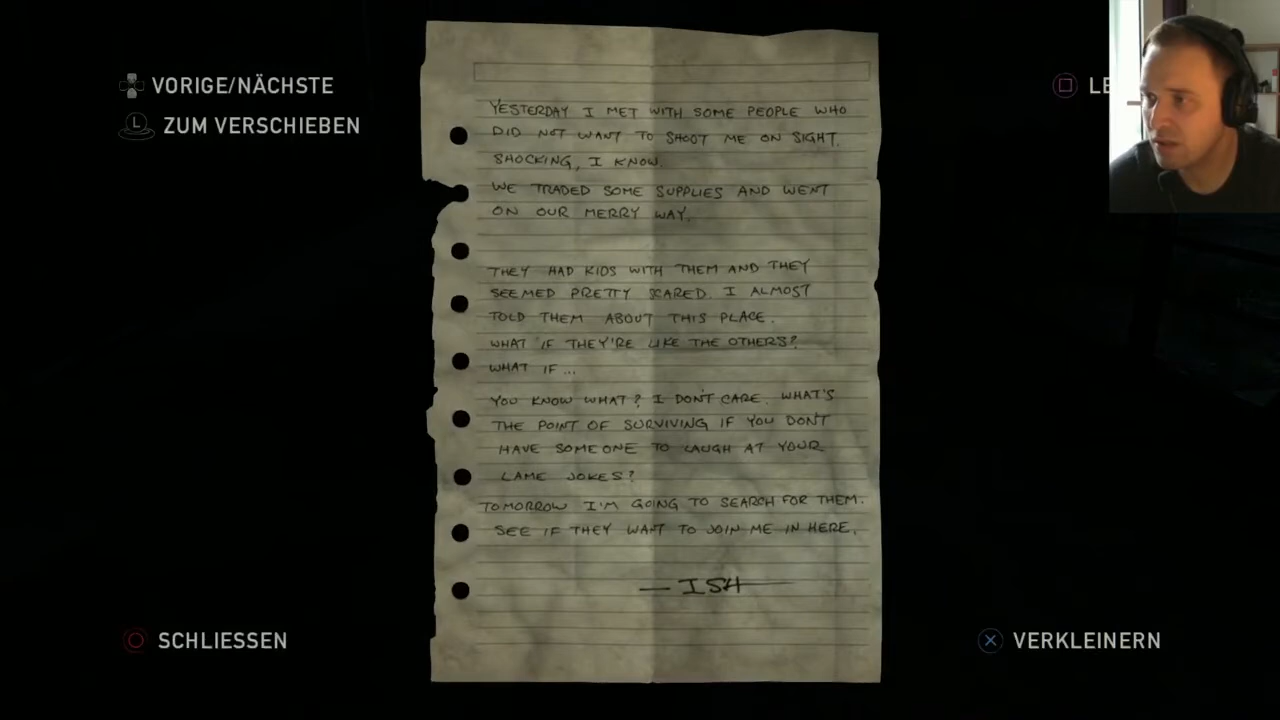 VORIGE/NÄCHSTE
L ZUM VERSCHIEBEN
LE
YESTERDAY I MET WITH SOME PEOPLE WHO
DID NOT WANT TO SHOOT ME ON SIGHT.
SHOCKING, I KNOW.
WE TRADED SOME SUPPLIES AND WENT
ON OUR MERRY WAY.
THEY HAD KIDS WITH THEM AND THEY
SEEMED PRETTY SCARED. I ALMOST
TOLD THEM ABOUT THIS PLACE.
WHAT IF THEY'RE LIKE THE OTHERS?
WHAT IF...
YOU KNOW WHAT? I DON'T CARE. WHAT'S
THE POINT OF SURVIVING IF YOU DON'T
HAVE SOMEONE TO LAUGH AT YOUR
LAME JOKES?
TOMORROW I'M GOING TO SEARCH FOR THEM.
SEE IF THEY WANT TO JOIN ME IN HERE.
— ISH
SCHLIESSEN
VERKLEINERN